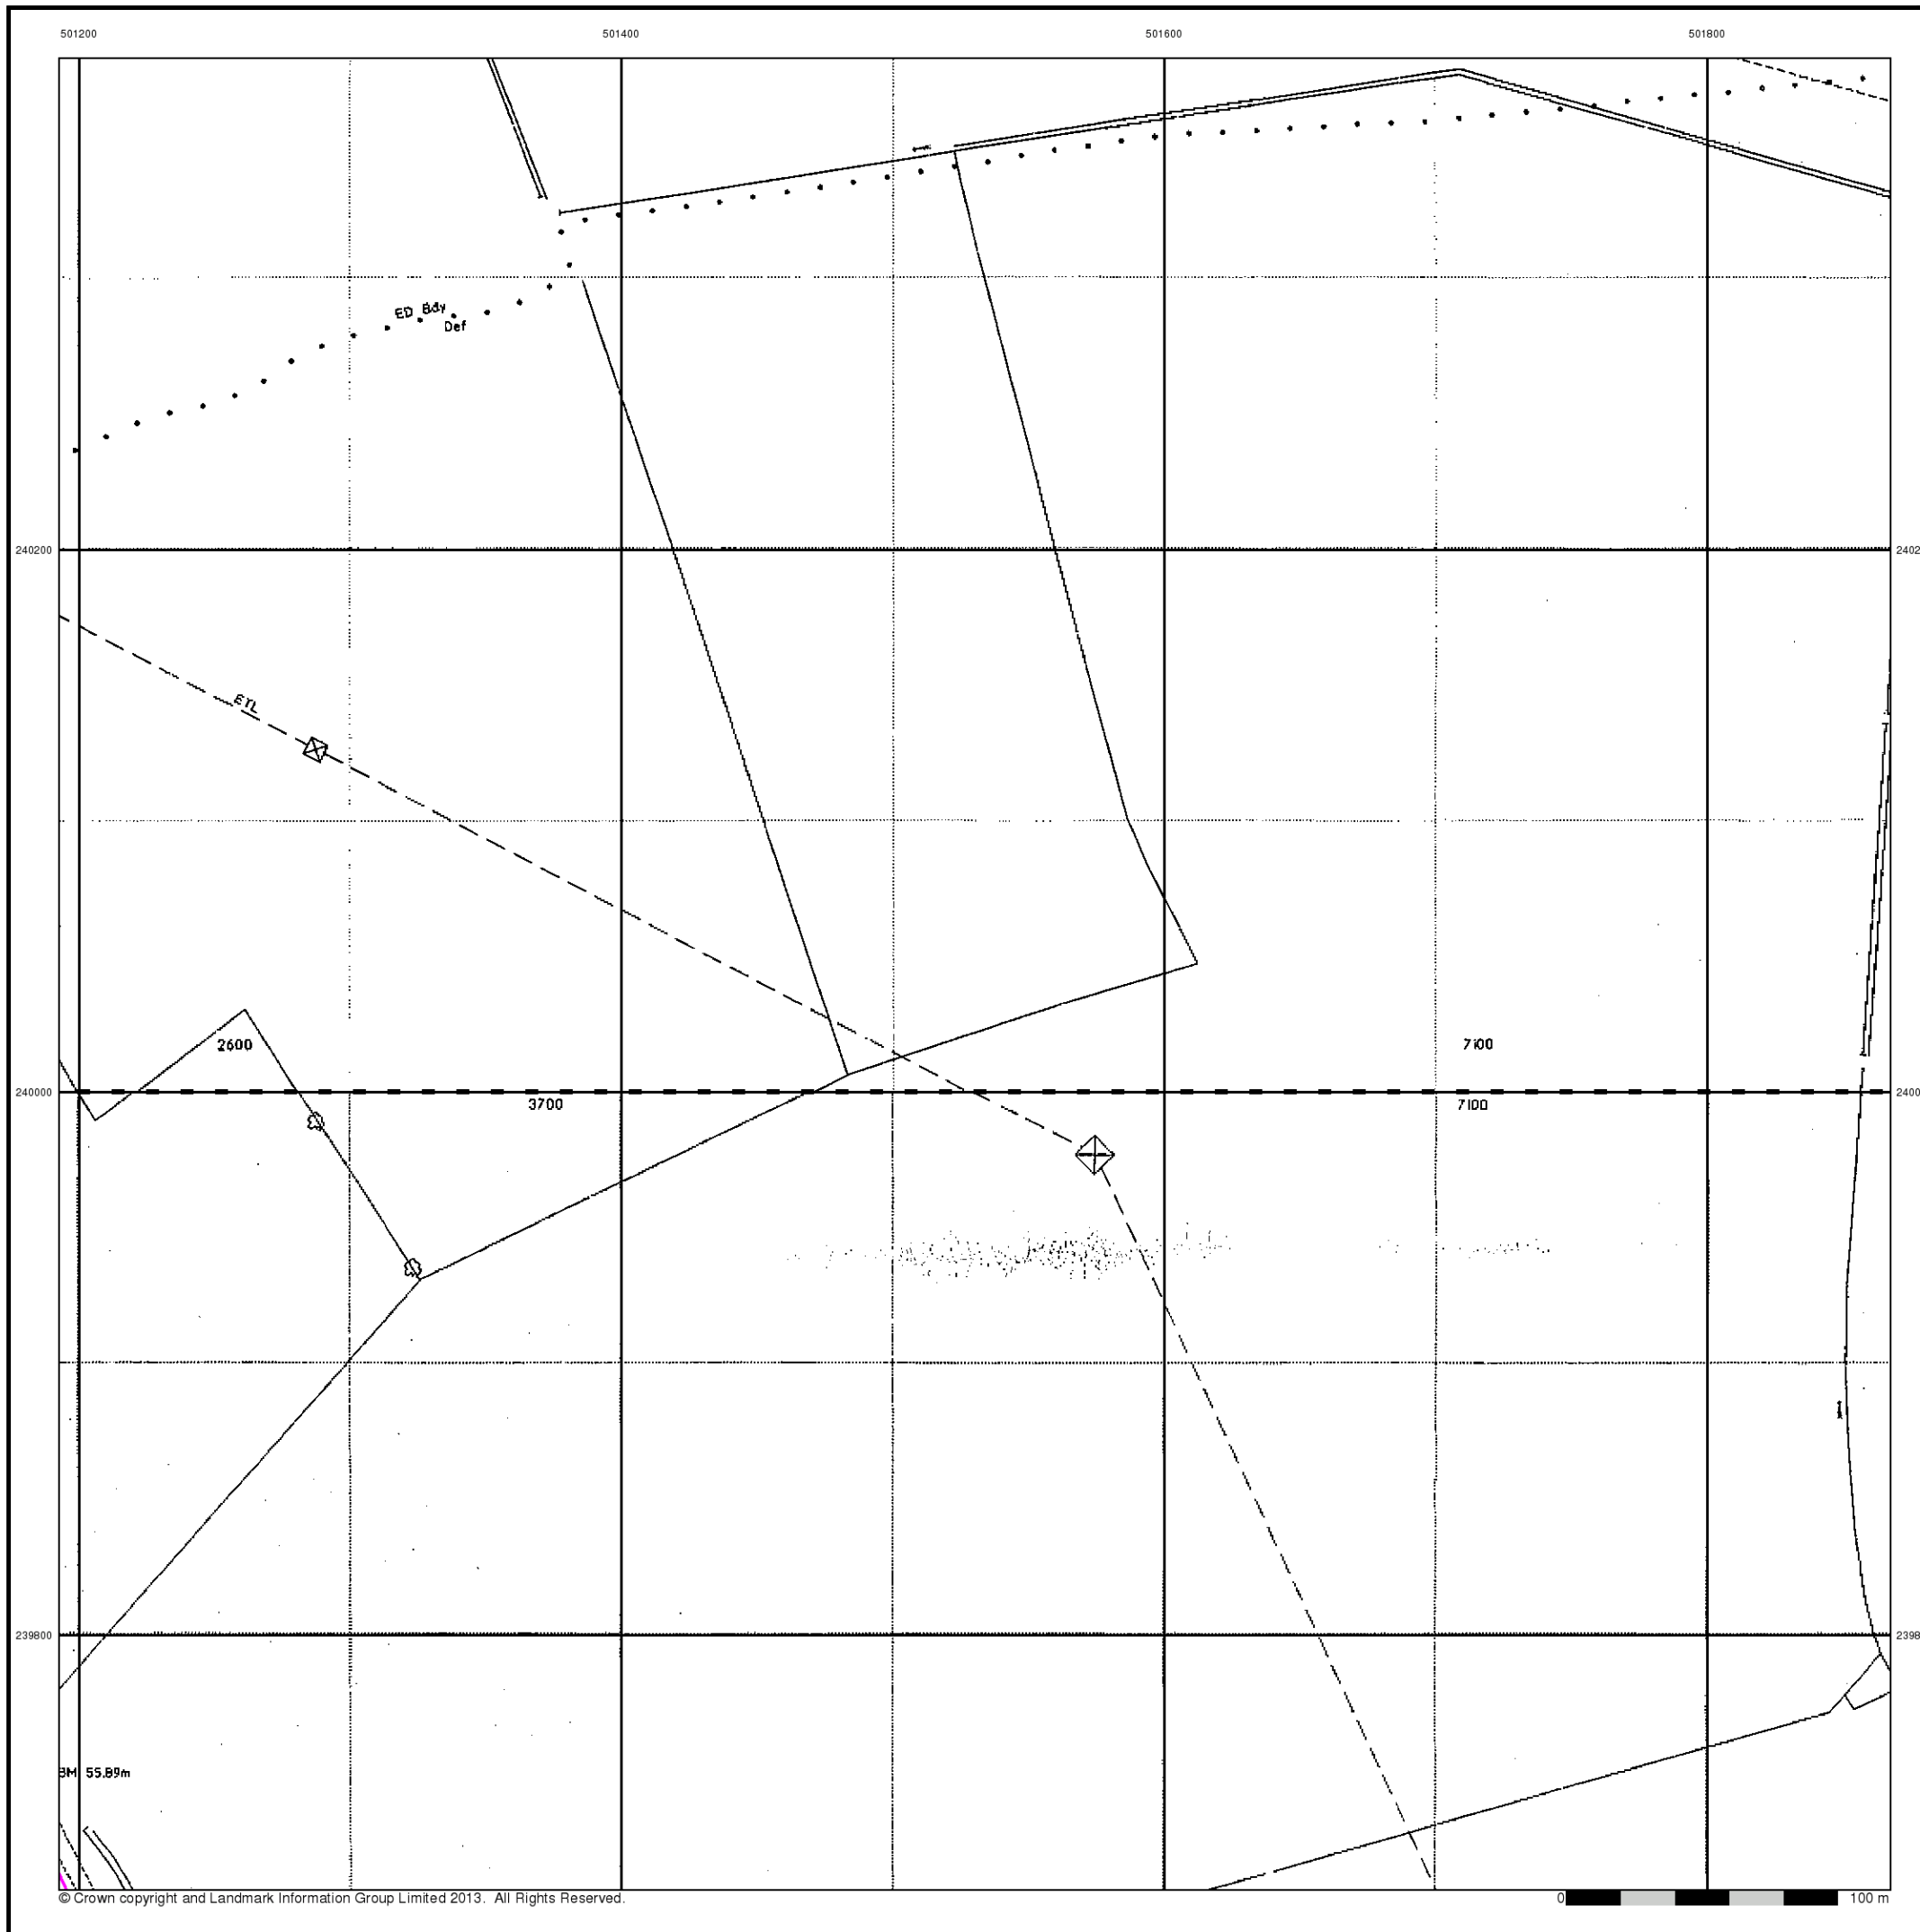 501200 501400 501600 501800
ED Bdy
Def
240200 2402
ETL
2600 7100
240000 2400
3700 7100
239800 2398
BM 55.89m
© Crown copyright and Landmark Information Group Limited 2013. All Rights Reserved. 0 100 m